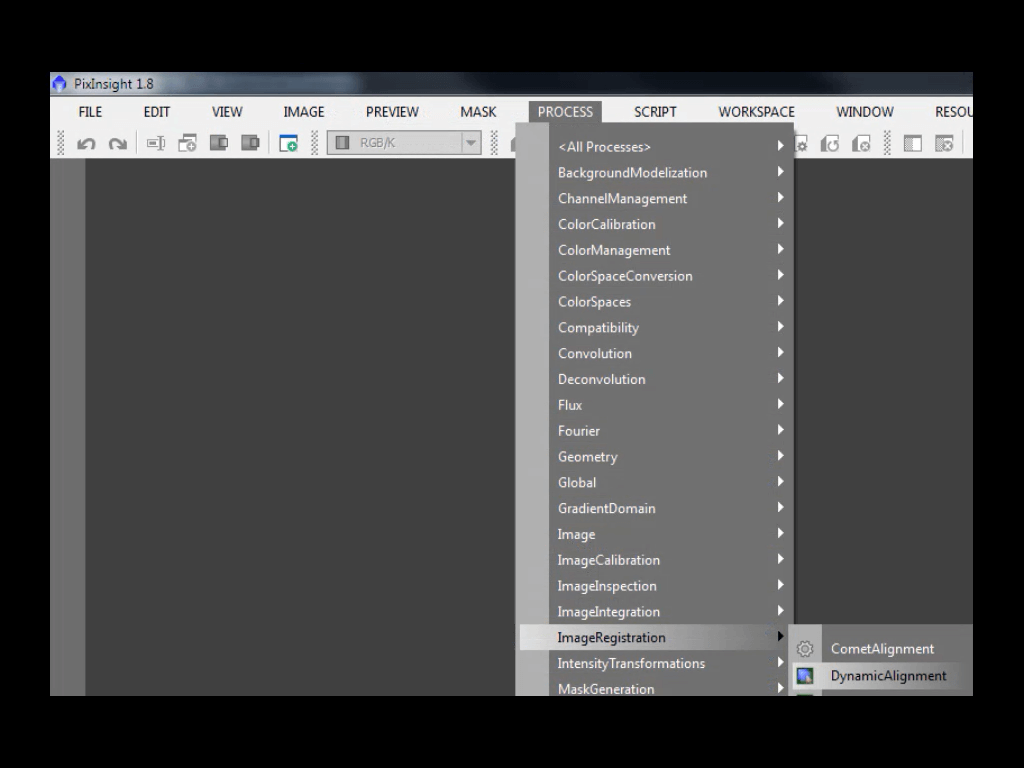 PixInsight 1.8
FILE EDIT VIEW IMAGE PREVIEW MASK PROCESS SCRIPT WORKSPACE WINDOW RESOU
RGB/K
<All Processes>
BackgroundModelization
ChannelManagement
ColorCalibration
ColorManagement
ColorSpaceConversion
ColorSpaces
Compatibility
Convolution
Deconvolution
Flux
Fourier
Geometry
Global
GradientDomain
Image
ImageCalibration
ImageInspection
ImageIntegration
ImageRegistration
CometAlignment
IntensityTransformations
DynamicAlignment
MaskGeneration